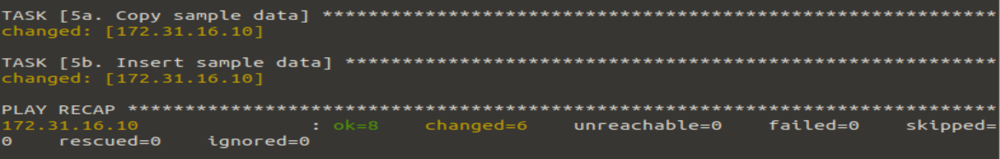 TASK [5a. Copy sample data] ***********************************************************
changed: [172.31.16.10]
TASK [5b. Insert sample data] *********************************************************
changed: [172.31.16.10]
PLAY RECAP ****************************************************************************
172.31.16.10               : ok=8    changed=6    unreachable=0    failed=0    skipped=
0    rescued=0    ignored=0